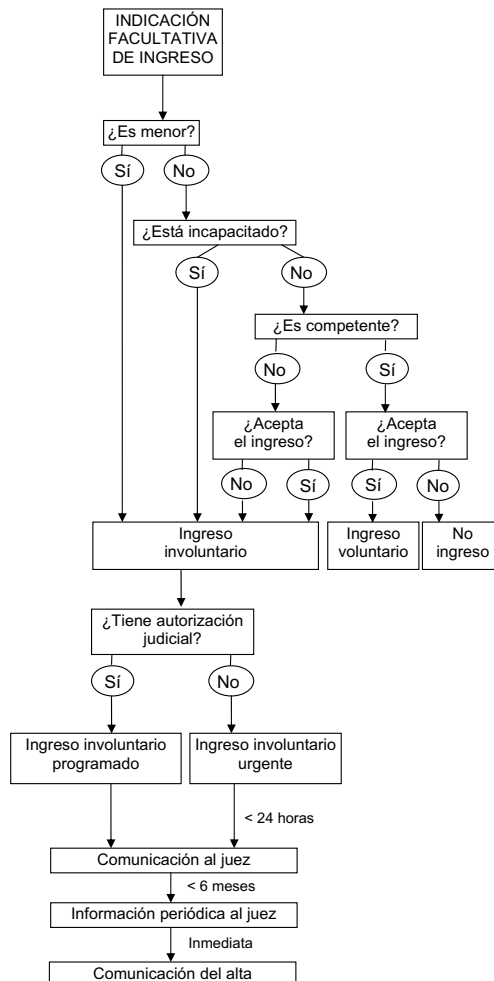 INDICACIÓN
FACULTATIVA
DE INGRESO
¿Es menor?
Sí
No
¿Está incapacitado?
Sí
No
¿Es competente?
No
Sí
¿Acepta
el ingreso?
¿Acepta
el ingreso?
No
Sí
Sí
No
Ingreso
involuntario
Ingreso
voluntario
No
ingreso
¿Tiene autorización
judicial?
Sí
No
Ingreso involuntario
programado
Ingreso involuntario
urgente
< 24 horas
Comunicación al juez
< 6 meses
Información periódica al juez
Inmediata
Comunicación del alta